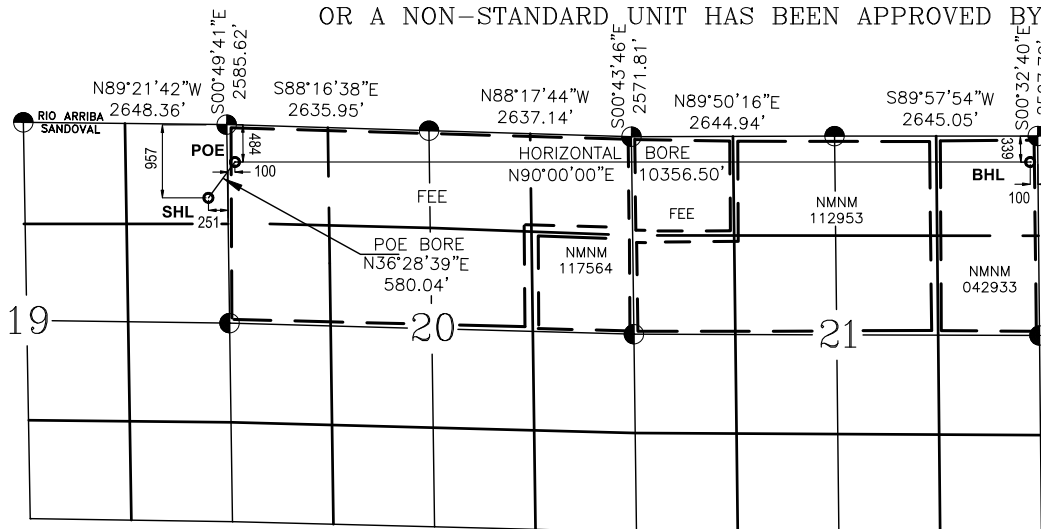 OR A NON-STANDARD UNIT HAS BEEN APPROVED BY
S00°49'41"E
2585.62'
S00°43'46"E
2571.81'
S00°32'40"E
N89°21'42"W
2648.36'
S88°16'38"E
2635.95'
N88°17'44"W
2637.14'
N89°50'16"E
2644.94'
S89°57'54"W
2645.05'
RIO ARRIBA
SANDOVAL
957
POE
484
100
SHL
251
HORIZONTAL BORE
N90°00'00"E 10356.50'
FEE
FEE
NMNM
112953
339
BHL
100
POE BORE
N36°28'39"E
580.04'
NMNM
117564
NMNM
042933
19
20
21